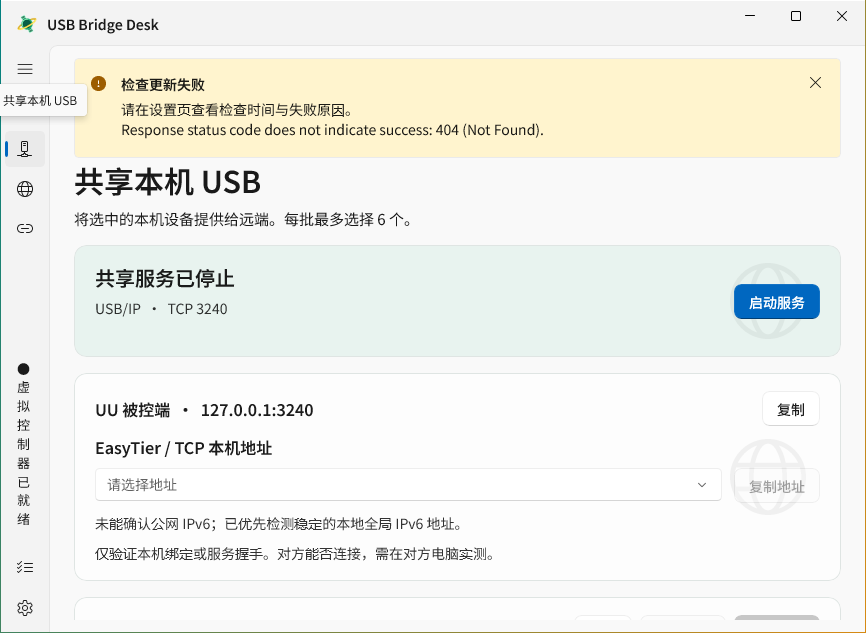 USB Bridge Desk
检查更新失败
请在设置页查看检查时间与失败原因。
Response status code does not indicate success: 404 (Not Found).
共享本机 USB
共享本机 USB
将选中的本机设备提供给远端。每批最多选择 6 个。
共享服务已停止
USB/IP • TCP 3240
启动服务
UU 被控端 • 127.0.0.1:3240
复制
EasyTier / TCP 本机地址
请选择地址
复制地址
未能确认公网 IPv6；已优先检测稳定的本地全局 IPv6 地址。
仅验证本机绑定或服务握手。对方能否连接，需在对方电脑实测。
虚拟控制器已就绪